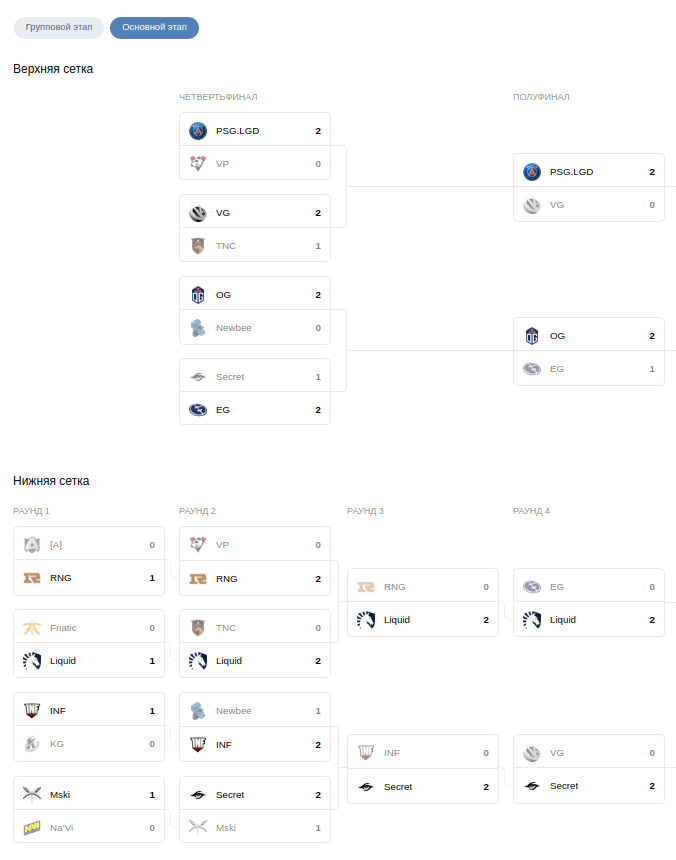 Групповой этап Основной этап
Верхняя сетка
ЧЕТВЕРТЬФИНАЛ
PSG.LGD 2
VP 0
VG 2
TNC 1
OG 2
Newbee 0
Secret 1
EG 2
ПОЛУФИНАЛ
PSG.LGD 2
VG 0
OG 2
EG 1
Нижняя сетка
РАУНД 1
[A] 0
RNG 1
Fnatic 0
Liquid 1
INF 1
KG 0
Mski 1
Na'Vi 0
РАУНД 2
VP 0
RNG 2
TNC 0
Liquid 2
Newbee 1
INF 2
Secret 2
Mski 1
РАУНД 3
RNG 0
Liquid 2
INF 0
Secret 2
РАУНД 4
EG 0
Liquid 2
VG 0
Secret 2